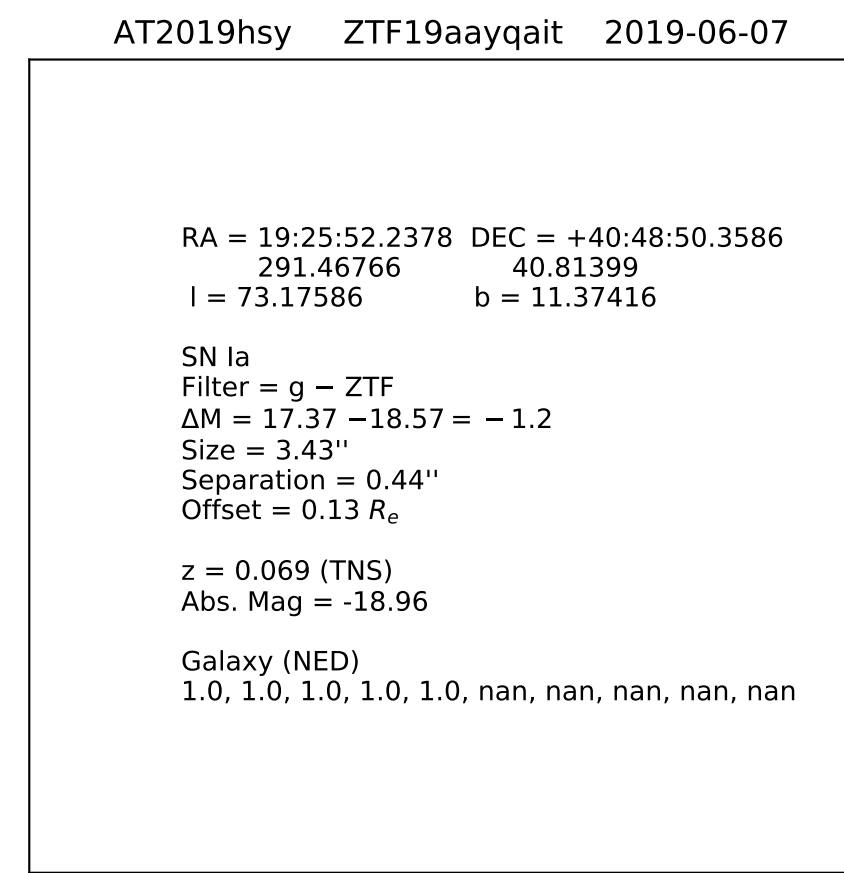 AT2019hsy ZTF19aayqait 2019-06-07
RA = 19:25:52.2378 DEC = +40:48:50.3586
291.46766 40.81399
l = 73.17586 b = 11.37416
SN Ia
Filter = g − ZTF
ΔM = 17.37 −18.57 = − 1.2
Size = 3.43''
Separation = 0.44''
Offset = 0.13 Rₑ
z = 0.069 (TNS)
Abs. Mag = -18.96
Galaxy (NED)
1.0, 1.0, 1.0, 1.0, 1.0, nan, nan, nan, nan, nan